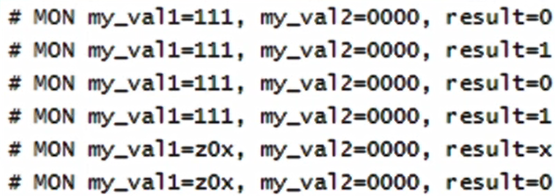 # MON my_val1=111, my_val2=0000, result=0
# MON my_val1=111, my_val2=0000, result=1
# MON my_val1=111, my_val2=0000, result=0
# MON my_val1=111, my_val2=0000, result=1
# MON my_val1=z0x, my_val2=0000, result=x
# MON my_val1=z0x, my_val2=0000, result=0